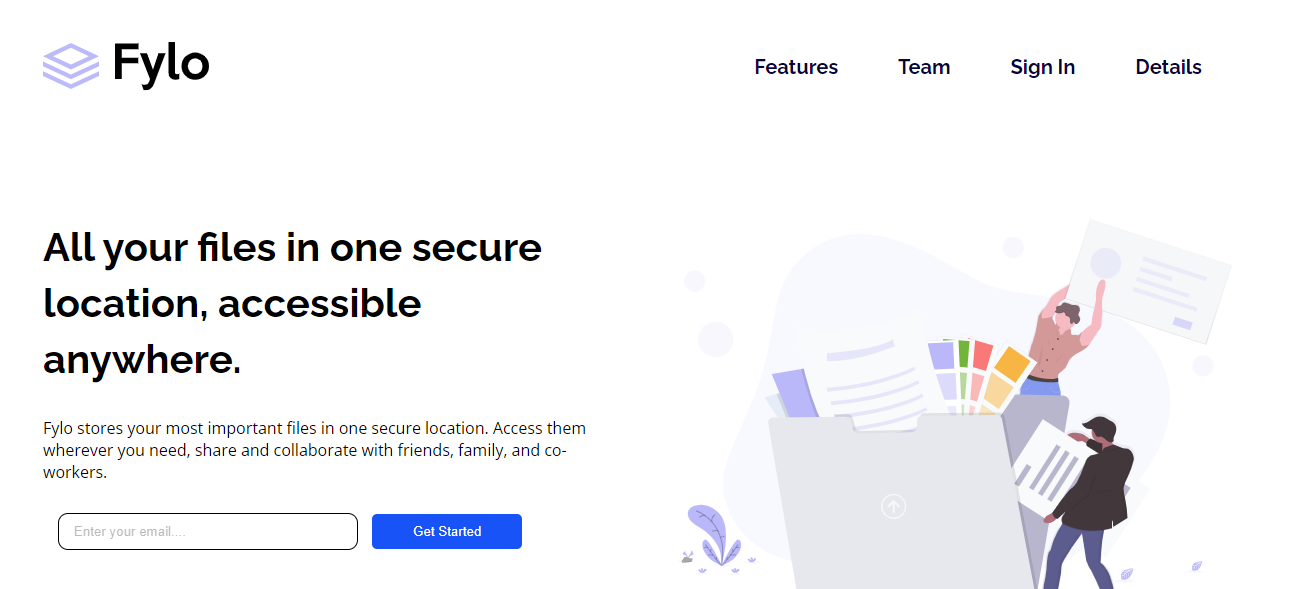 Fylo
Features
Team
Sign In
Details
All your files in one secure
location, accessible
anywhere.
Fylo stores your most important files in one secure location. Access them
wherever you need, share and collaborate with friends, family, and co-
workers.
Enter your email....
Get Started